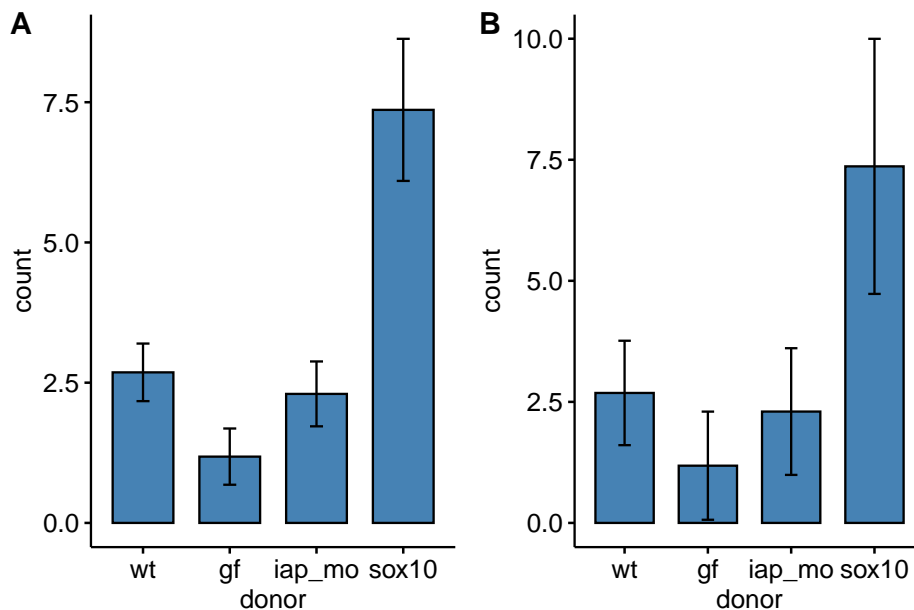 A
count
7.5
5.0
2.5
0.0
wt gf iap_mo sox10
donor
B
count
10.0
7.5
5.0
2.5
0.0
wt gf iap_mo sox10
donor